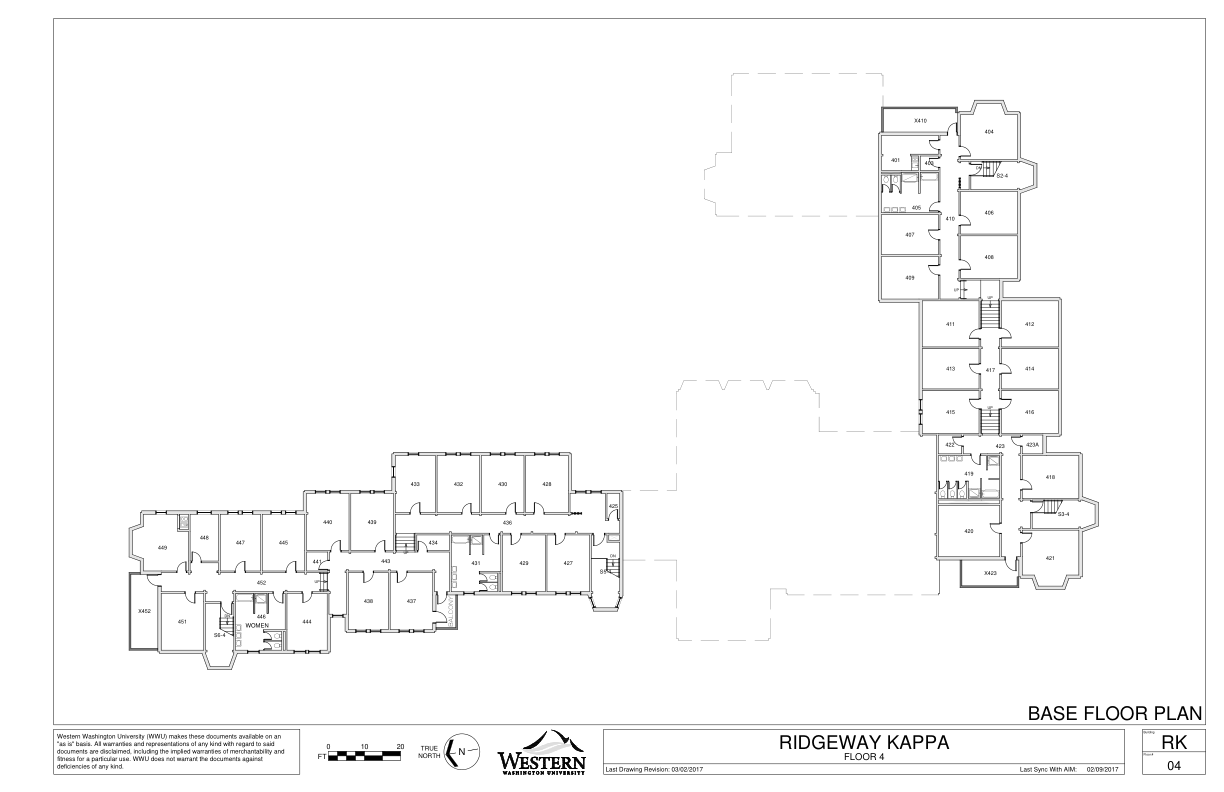 X410
404
401
403
DN
S2-4
405
406
410
407
408
409
UP
UP
411
412
413
417
414
415
UP
416
422
423
423A
419
418
S3-4
420
421
X423
433
432
430
428
425
440
439
436
449
448
447
445
434
441
443
431
429
427
DN
452
UP
438
437
BALCONY
X452
451
S6-4
446
WOMEN
444
BASE FLOOR PLAN
Western Washington University (WWU) makes these documents available on an
"as is" basis. All warranties and representations of any kind with regard to said
documents are disclaimed, including the implied warranties of merchantability and
fitness for a particular use. WWU does not warrant the documents against
deficiencies of any kind.
0 10 20
FT
TRUE
NORTH
N
WESTERN
WASHINGTON UNIVERSITY
RIDGEWAY KAPPA
FLOOR 4
Last Drawing Revision: 03/02/2017
Last Sync With AIM: 02/09/2017
RK
04